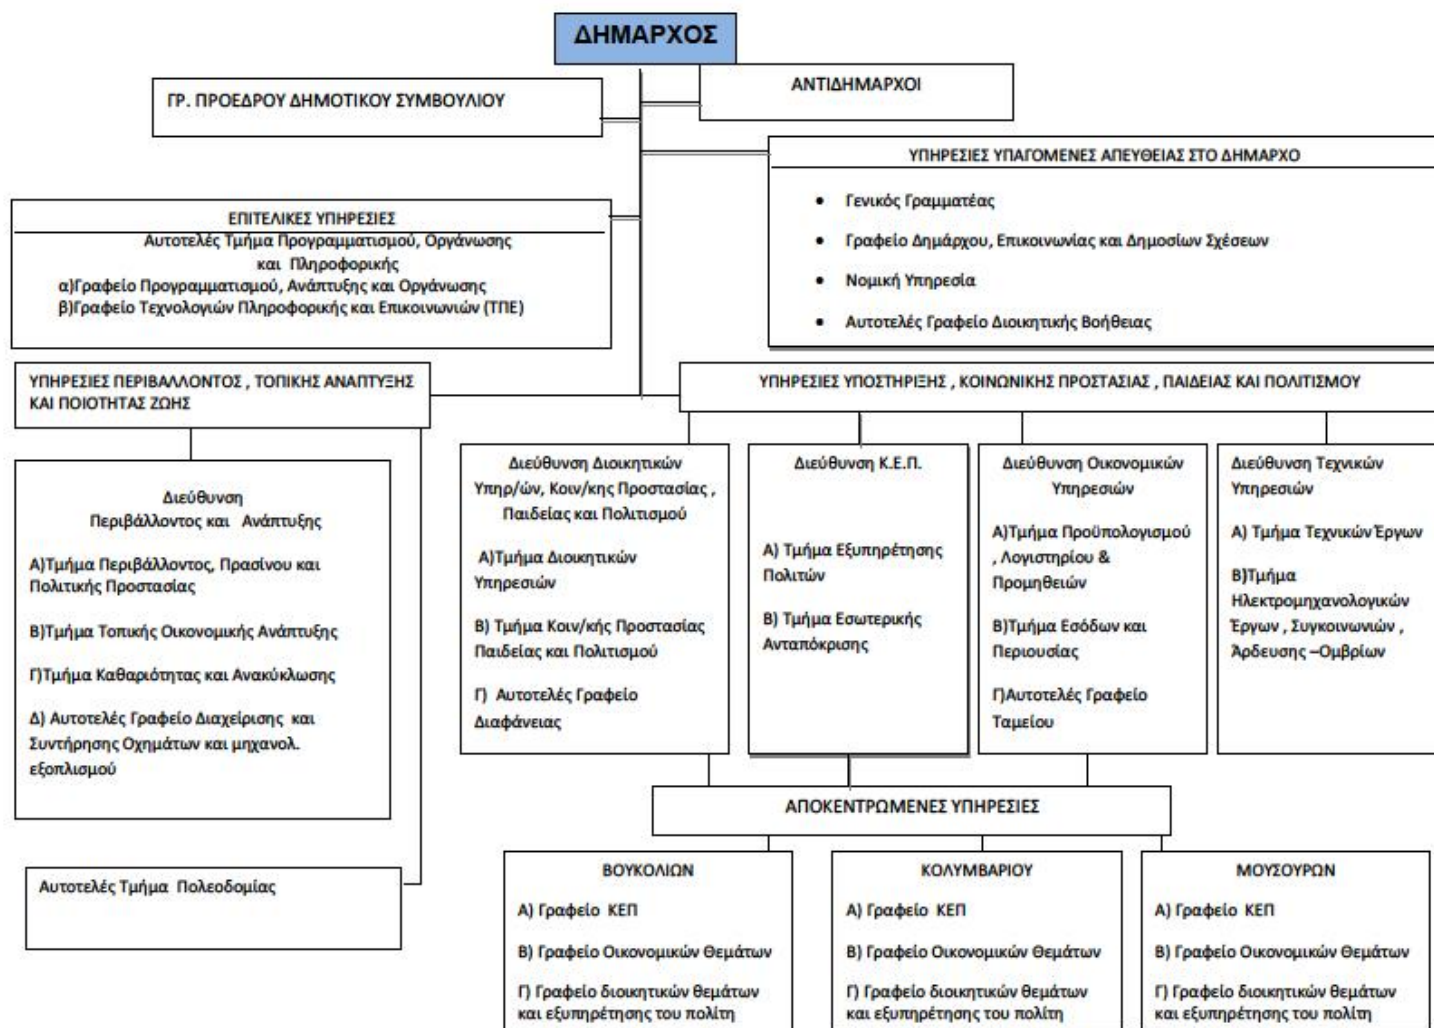 ΔΗΜΑΡΧΟΣ
ΑΝΤΙΔΗΜΑΡΧΟΙ
ΓΡ. ΠΡΟΕΔΡΟΥ ΔΗΜΟΤΙΚΟΥ ΣΥΜΒΟΥΛΙΟΥ
ΥΠΗΡΕΣΙΕΣ ΥΠΑΓΟΜΕΝΕΣ ΑΠΕΥΘΕΙΑΣ ΣΤΟ ΔΗΜΑΡΧΟ
• Γενικός Γραμματέας
• Γραφείο Δημάρχου, Επικοινωνίας και Δημοσίων Σχέσεων
• Νομική Υπηρεσία
• Αυτοτελές Γραφείο Διοικητικής Βοήθειας
ΕΠΙΤΕΛΙΚΕΣ ΥΠΗΡΕΣΙΕΣ
Αυτοτελές Τμήμα Προγραμματισμού, Οργάνωσης
και Πληροφορικής
α)Γραφείο Προγραμματισμού, Ανάπτυξης και Οργάνωσης
β)Γραφείο Τεχνολογιών Πληροφορικής και Επικοινωνιών (ΤΠΕ)
ΥΠΗΡΕΣΙΕΣ ΠΕΡΙΒΑΛΛΟΝΤΟΣ , ΤΟΠΙΚΗΣ ΑΝΑΠΤΥΞΗΣ
ΚΑΙ ΠΟΙΟΤΗΤΑΣ ΖΩΗΣ
ΥΠΗΡΕΣΙΕΣ ΥΠΟΣΤΗΡΙΞΗΣ , ΚΟΙΝΩΝΙΚΗΣ ΠΡΟΣΤΑΣΙΑΣ , ΠΑΙΔΕΙΑΣ ΚΑΙ ΠΟΛΙΤΙΣΜΟΥ
Διεύθυνση
Περιβάλλοντος και Ανάπτυξης
Α)Τμήμα Περιβάλλοντος, Πρασίνου και
Πολιτικής Προστασίας
Β)Τμήμα Τοπικής Οικονομικής Ανάπτυξης
Γ)Τμήμα Καθαριότητας και Ανακύκλωσης
Δ) Αυτοτελές Γραφείο Διαχείρισης και
Συντήρησης Οχημάτων και μηχανολ.
εξοπλισμού
Αυτοτελές Τμήμα Πολεοδομίας
Διεύθυνση Διοικητικών
Υπηρ/ών, Κοιν/κης Προστασίας ,
Παιδείας και Πολιτισμού
Α)Τμήμα Διοικητικών
Υπηρεσιών
Β) Τμήμα Κοιν/κής Προστασίας
Παιδείας και Πολιτισμού
Γ) Αυτοτελές Γραφείο
Διαφάνειας
Διεύθυνση Κ.Ε.Π.
Α) Τμήμα Εξυπηρέτησης
Πολιτών
Β) Τμήμα Εσωτερικής
Ανταπόκρισης
Διεύθυνση Οικονομικών
Υπηρεσιών
Α)Τμήμα Προϋπολογισμού
, Λογιστηρίου &
Προμηθειών
Β)Τμήμα Εσόδων και
Περιουσίας
Γ)Αυτοτελές Γραφείο
Ταμείου
Διεύθυνση Τεχνικών
Υπηρεσιών
Α) Τμήμα Τεχνικών Έργων
Β)Τμήμα
Ηλεκτρομηχανολογικών
Έργων , Συγκοινωνιών ,
Άρδευσης –Ομβρίων
ΑΠΟΚΕΝΤΡΩΜΕΝΕΣ ΥΠΗΡΕΣΙΕΣ
ΒΟΥΚΟΛΙΩΝ
Α) Γραφείο ΚΕΠ
Β) Γραφείο Οικονομικών Θεμάτων
Γ) Γραφείο διοικητικών θεμάτων
και εξυπηρέτησης του πολίτη
ΚΟΛΥΜΒΑΡΙΟΥ
Α) Γραφείο ΚΕΠ
Β) Γραφείο Οικονομικών Θεμάτων
Γ) Γραφείο διοικητικών θεμάτων
και εξυπηρέτησης του πολίτη
ΜΟΥΣΟΥΡΩΝ
Α) Γραφείο ΚΕΠ
Β) Γραφείο Οικονομικών Θεμάτων
Γ) Γραφείο διοικητικών θεμάτων
και εξυπηρέτησης του πολίτη